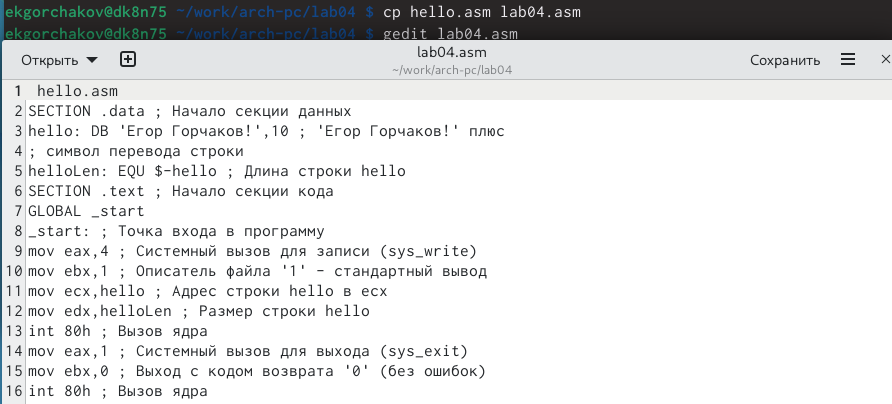 ekgorchakov@dk8n75 ~/work/arch-pc/lab04 $ cp hello.asm lab04.asm
ekgorchakov@dk8n75 ~/work/arch-pc/lab04 $ gedit lab04.asm
Открыть
lab04.asm
~/work/arch-pc/lab04
Сохранить
1 hello.asm
2 SECTION .data ; Начало секции данных
3 hello: DB 'Егор Горчаков!',10 ; 'Егор Горчаков!' плюс
4 ; символ перевода строки
5 helloLen: EQU $-hello ; Длина строки hello
6 SECTION .text ; Начало секции кода
7 GLOBAL _start
8 _start: ; Точка входа в программу
9 mov eax,4 ; Системный вызов для записи (sys_write)
10 mov ebx,1 ; Описатель файла '1' - стандартный вывод
11 mov ecx,hello ; Адрес строки hello в ecx
12 mov edx,helloLen ; Размер строки hello
13 int 80h ; Вызов ядра
14 mov eax,1 ; Системный вызов для выхода (sys_exit)
15 mov ebx,0 ; Выход с кодом возврата '0' (без ошибок)
16 int 80h ; Вызов ядра